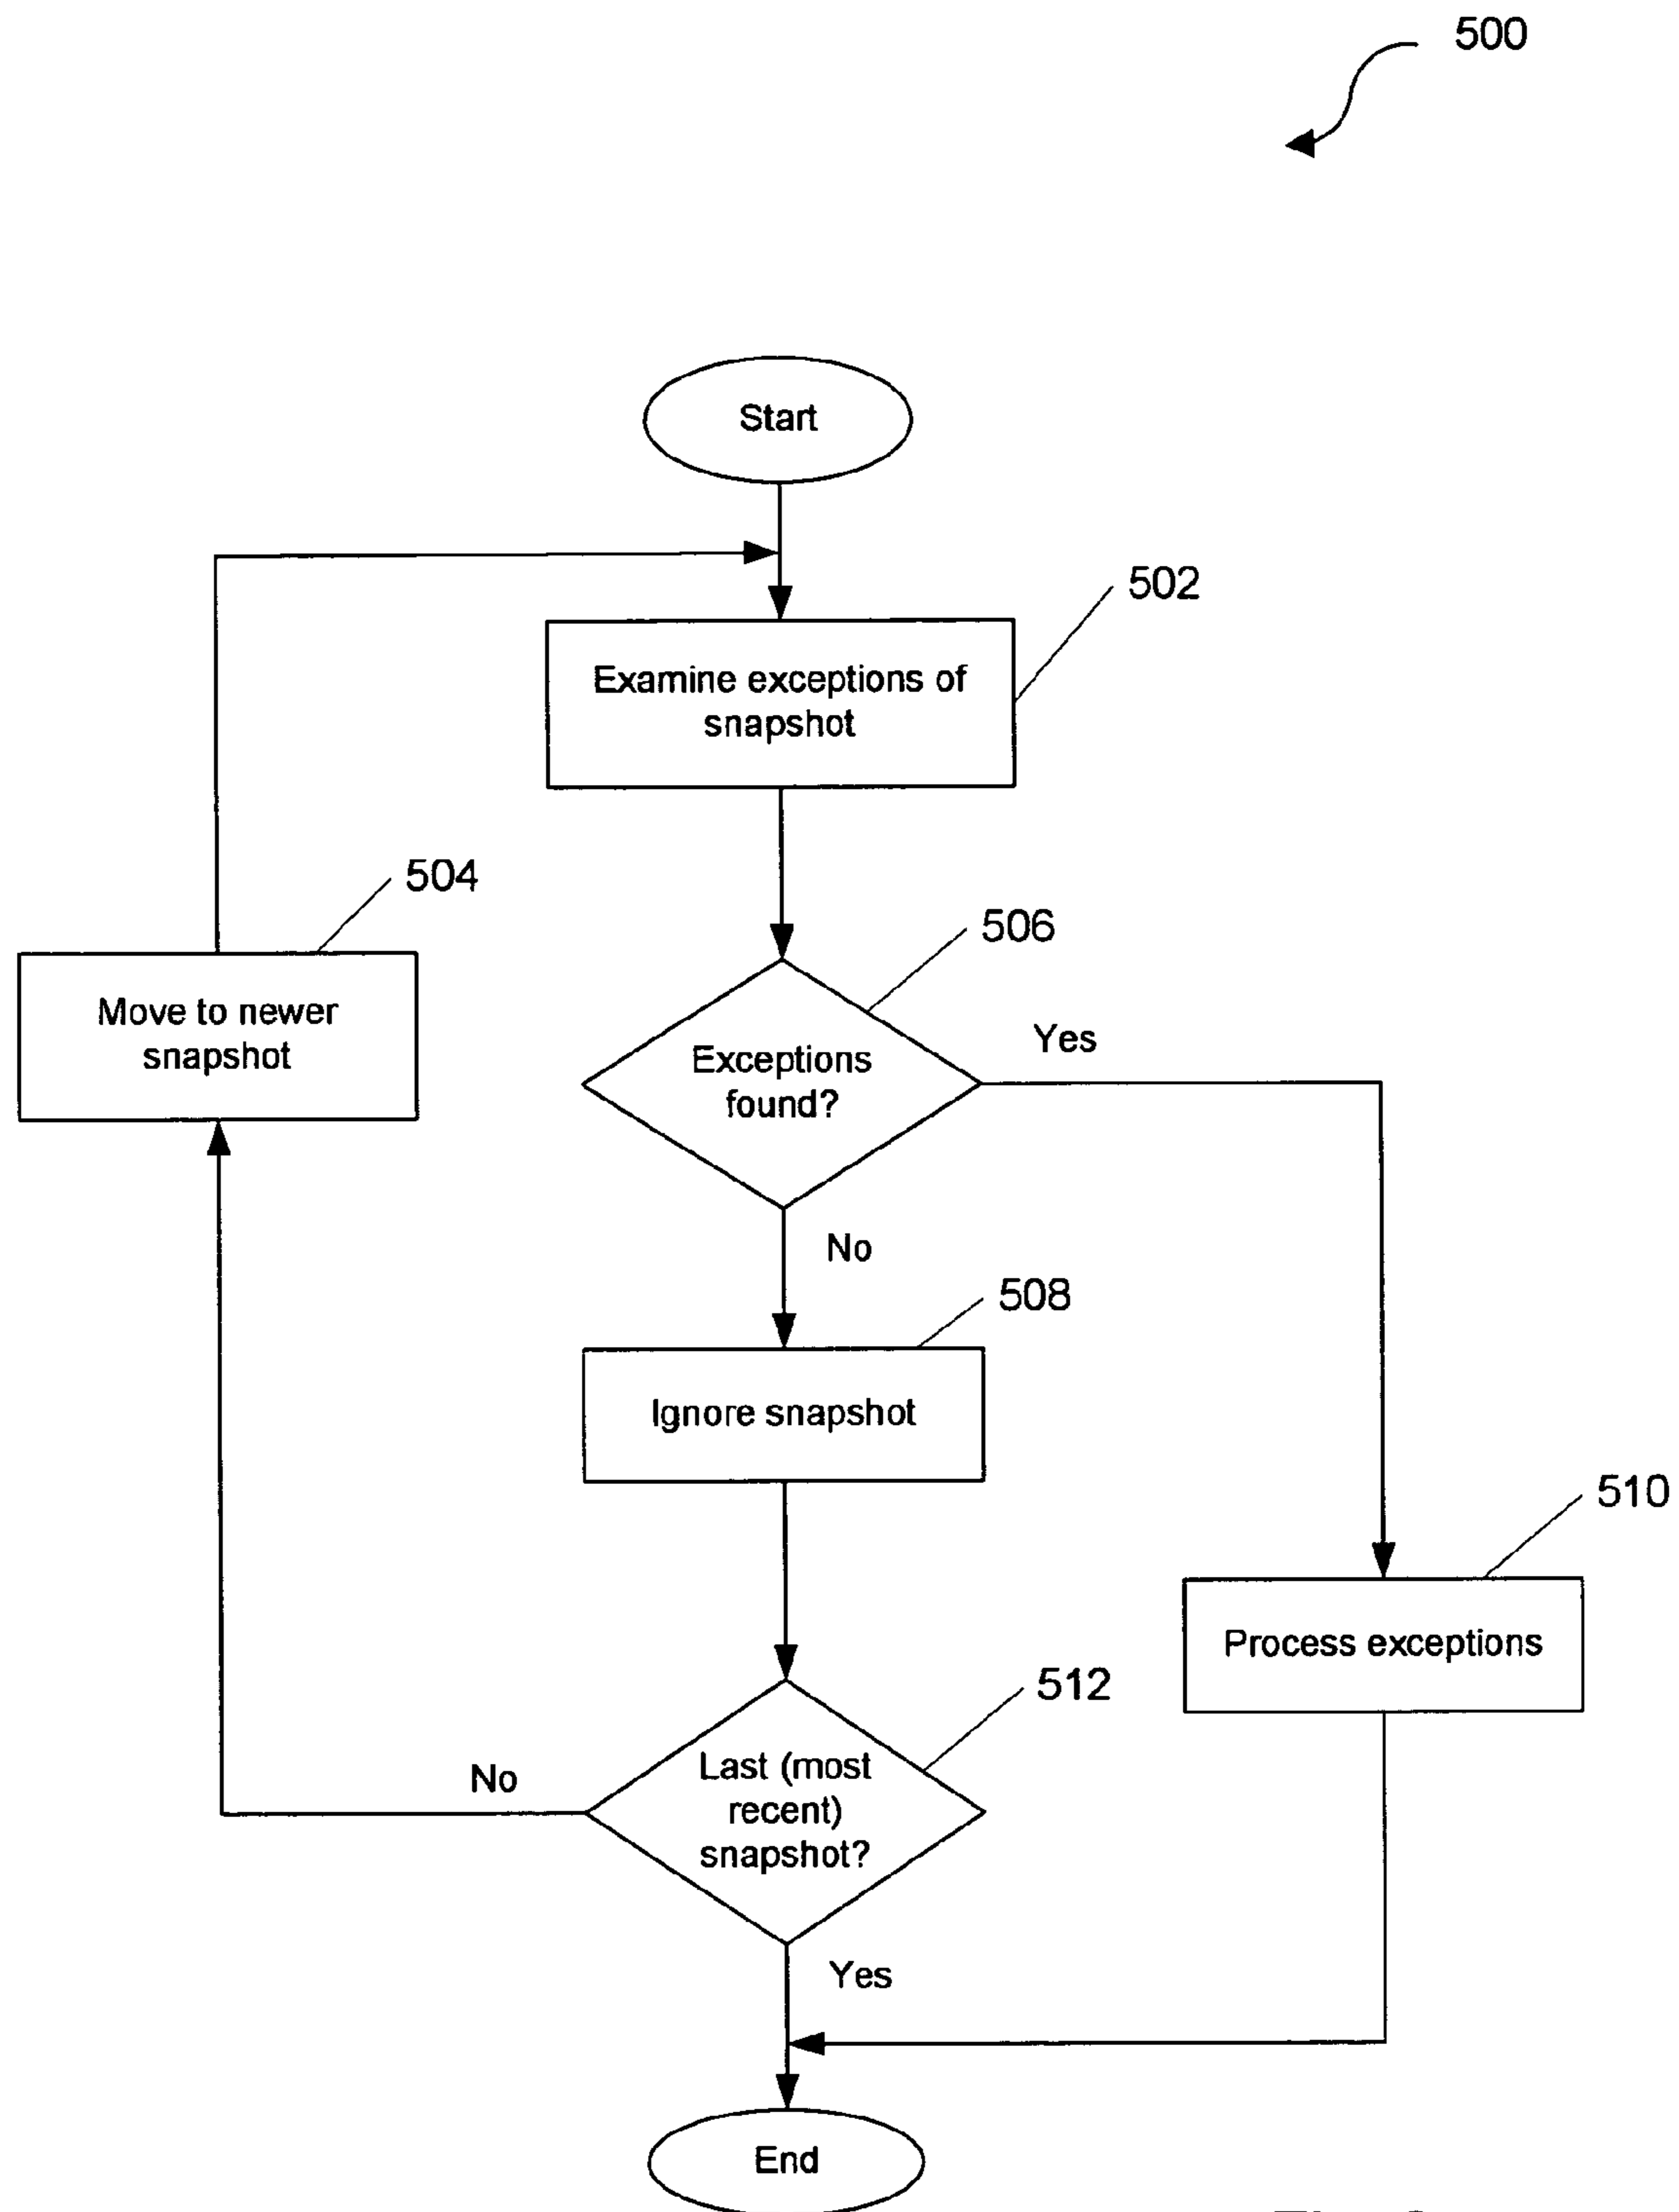 500
Start
502
Examine exceptions of
snapshot
504
Move to newer
snapshot
506
Exceptions
found?
Yes
No
508
Ignore snapshot
510
Process exceptions
512
Last (most
recent)
snapshot?
No
Yes
End